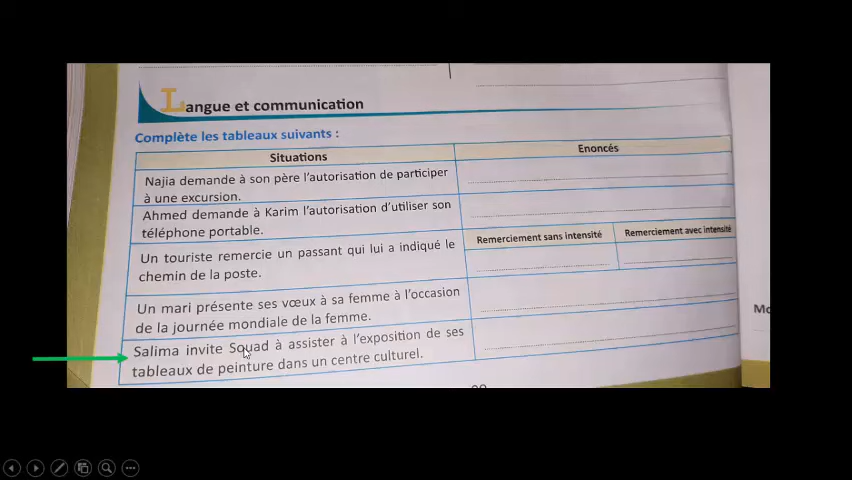 Langue et communication
Complète les tableaux suivants :
Situations
Enoncés
Najia demande à son père l'autorisation de participer
à une excursion.
Ahmed demande à Karim l'autorisation d'utiliser son
téléphone portable.
Un touriste remercie un passant qui lui a indiqué le
chemin de la poste.
Remerciement sans intensité
Remerciement avec intensité
Un mari présente ses vœux à sa femme à l'occasion
de la journée mondiale de la femme.
Salima invite Souad à assister à l'exposition de ses
tableaux de peinture dans un centre culturel.